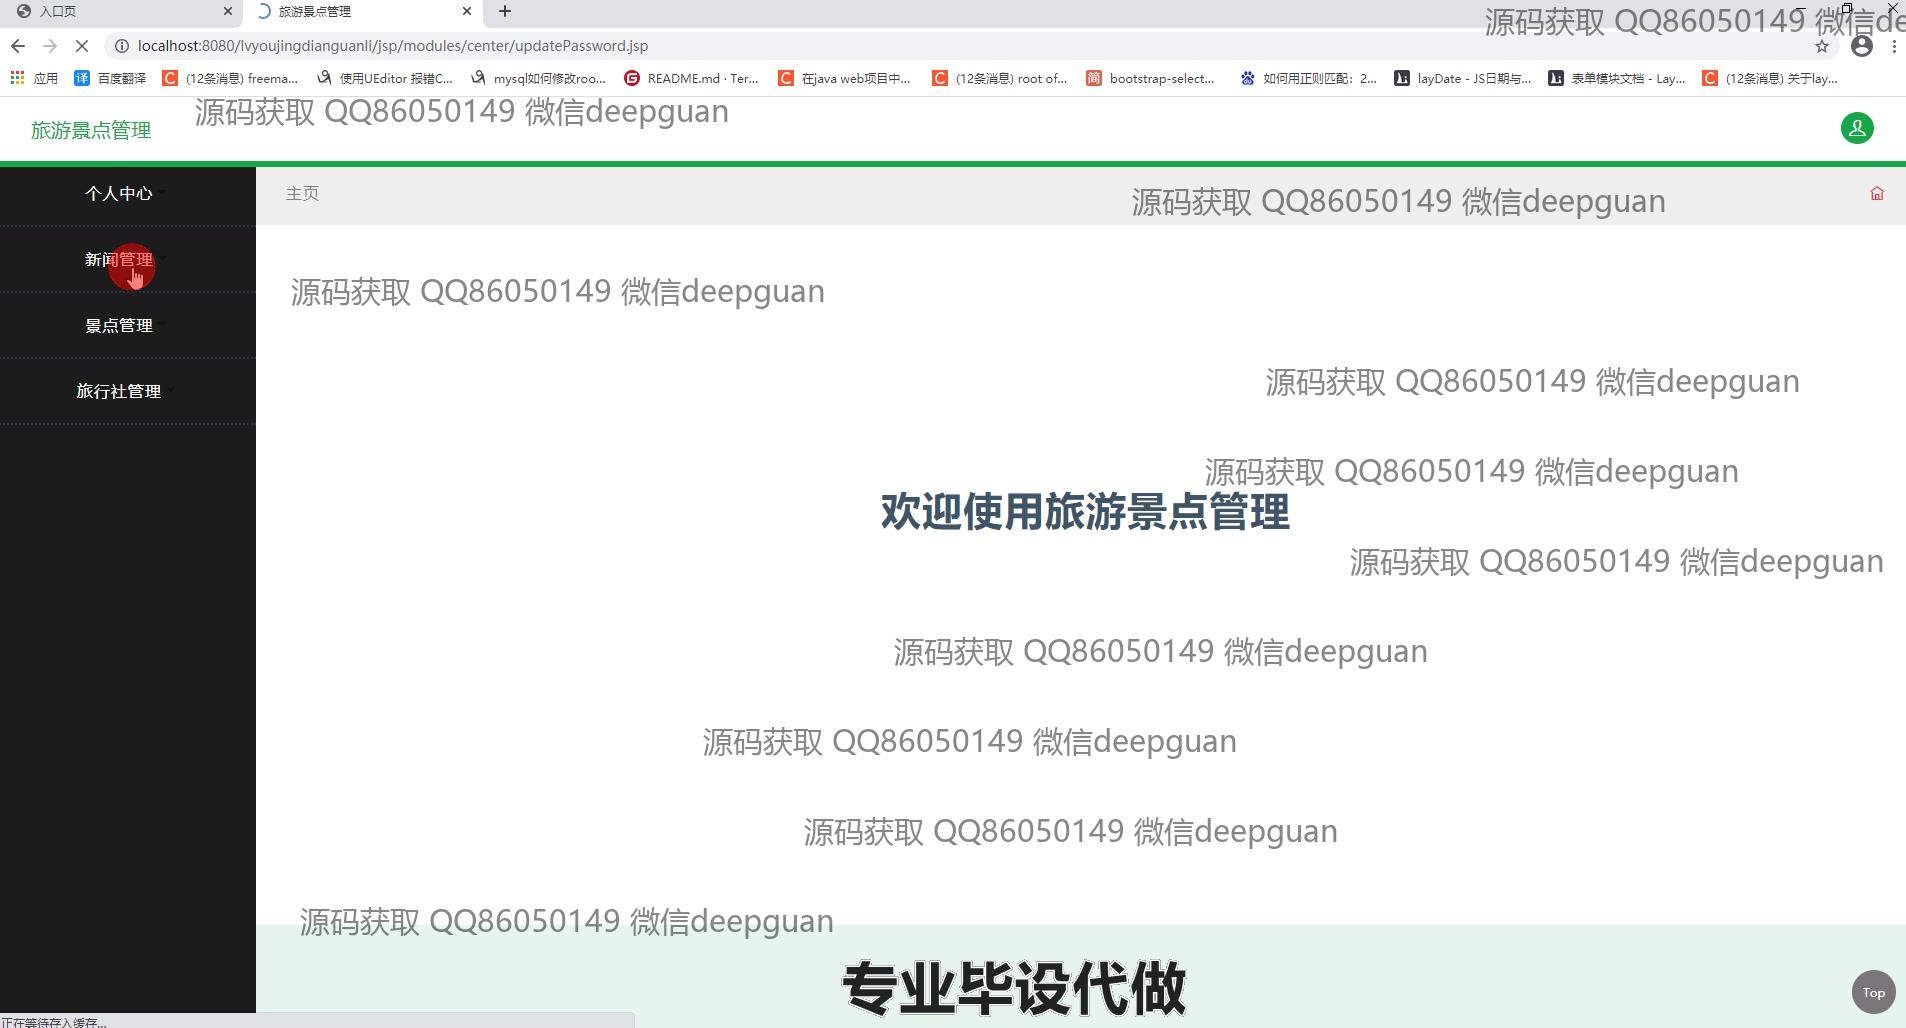 入口页
旅游景点管理
源码获取 QQ86050149 微信de
localhost:8080/lvyoujingdianguanli/jsp/modules/center/updatePassword.jsp
应用
百度翻译
(12条消息) freema...
使用UEditor 报错C...
mysql如何修改roo...
README.md · Ter...
在java web项目中...
(12条消息) root of...
bootstrap-select...
如何用正则匹配：2...
layDate - JS日期与...
表单模块文档 - Lay...
(12条消息) 关于lay...
源码获取 QQ86050149 微信deepguan
旅游景点管理
个人中心
主页
源码获取 QQ86050149 微信deepguan
新闻管理
源码获取 QQ86050149 微信deepguan
景点管理
源码获取 QQ86050149 微信deepguan
旅行社管理
源码获取 QQ86050149 微信deepguan
欢迎使用旅游景点管理
源码获取 QQ86050149 微信deepguan
源码获取 QQ86050149 微信deepguan
源码获取 QQ86050149 微信deepguan
源码获取 QQ86050149 微信deepguan
源码获取 QQ86050149 微信deepguan
专业毕设代做
Top
正在等待存入缓存...